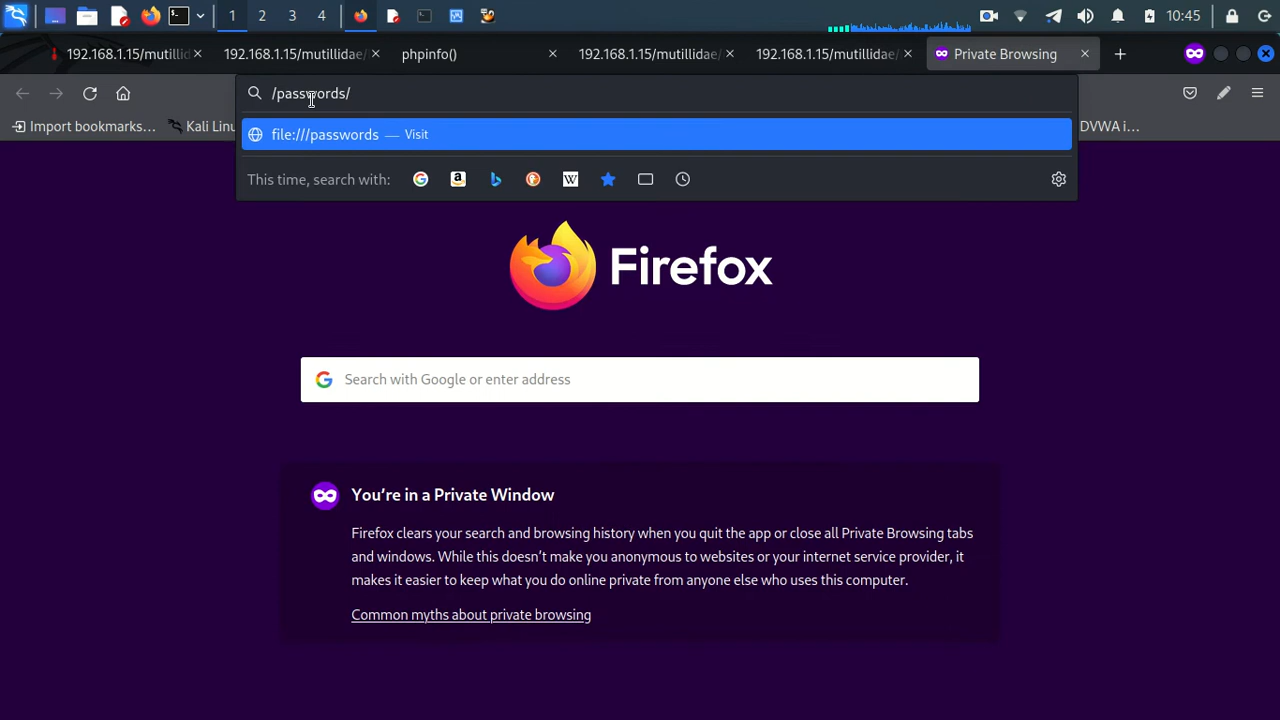 1 2 3 4 10:45
192.168.1.15/mutillid 192.168.1.15/mutillidae/ phpinfo() 192.168.1.15/mutillidae/ 192.168.1.15/mutillidae/ Private Browsing
/passwords/
Import bookmarks... Kali Linu DVWA i...
file:///passwords — Visit
This time, search with:
Firefox
Search with Google or enter address
You're in a Private Window
Firefox clears your search and browsing history when you quit the app or close all Private Browsing tabs
and windows. While this doesn't make you anonymous to websites or your internet service provider, it
makes it easier to keep what you do online private from anyone else who uses this computer.
Common myths about private browsing